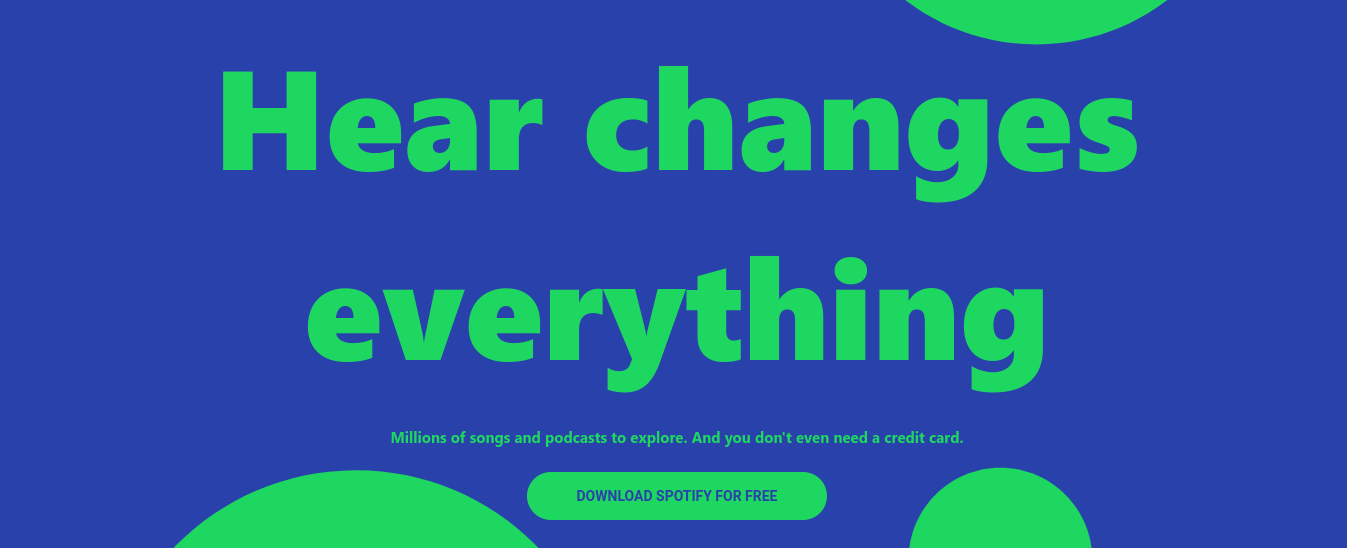 Hear changes
everything
Millions of songs and podcasts to explore. And you don't even need a credit card.
DOWNLOAD SPOTIFY FOR FREE